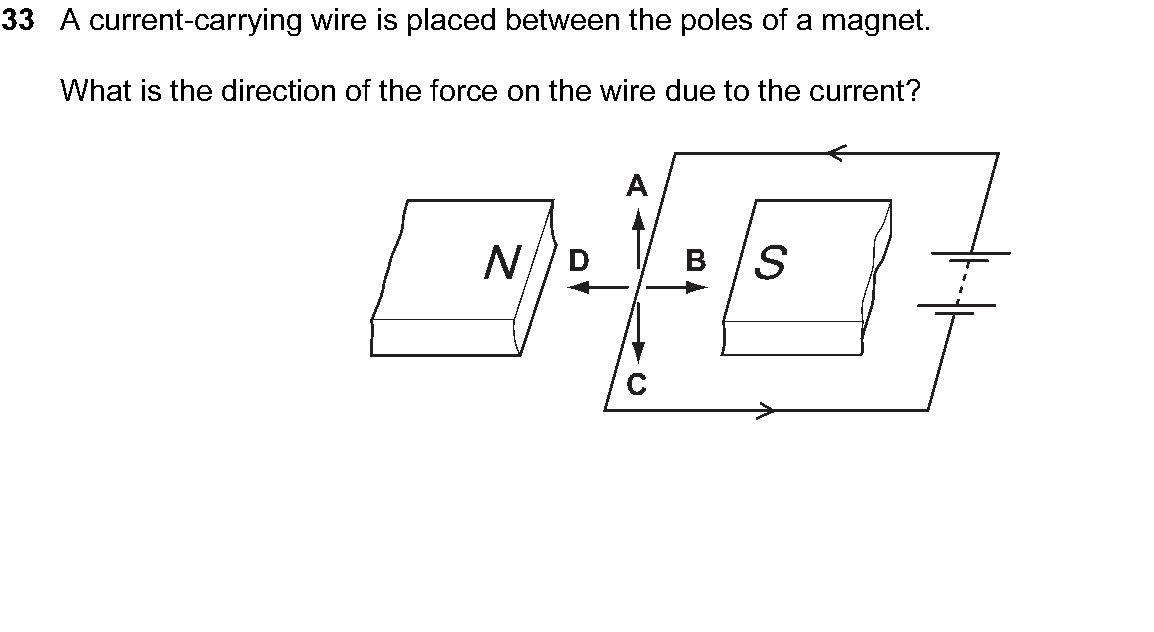 33 A current-carrying wire is placed between the poles of a magnet.
What is the direction of the force on the wire due to the current?
A
N D B S
C